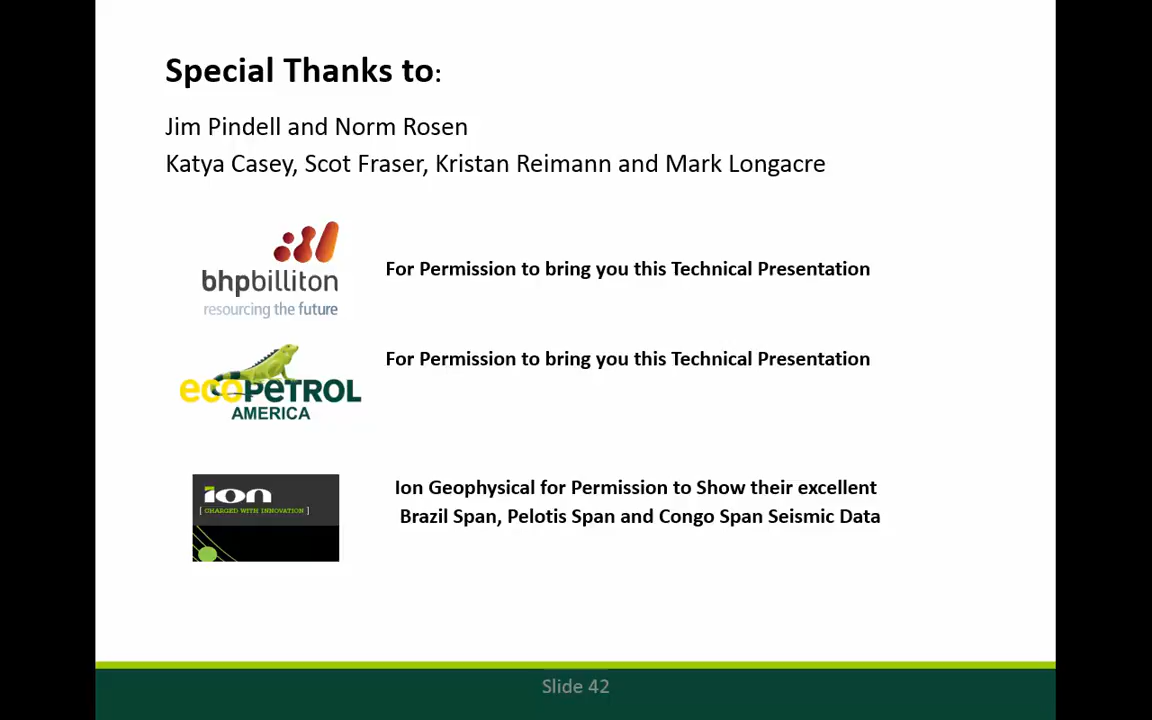 Special Thanks to:
Jim Pindell and Norm Rosen
Katya Casey, Scot Fraser, Kristan Reimann and Mark Longacre
bhpbilliton
resourcing the future
For Permission to bring you this Technical Presentation
ecoPETROL
AMERICA
For Permission to bring you this Technical Presentation
ion
[ CHARGED WITH INNOVATION ]
Ion Geophysical for Permission to Show their excellent
Brazil Span, Pelotis Span and Congo Span Seismic Data
Slide 42